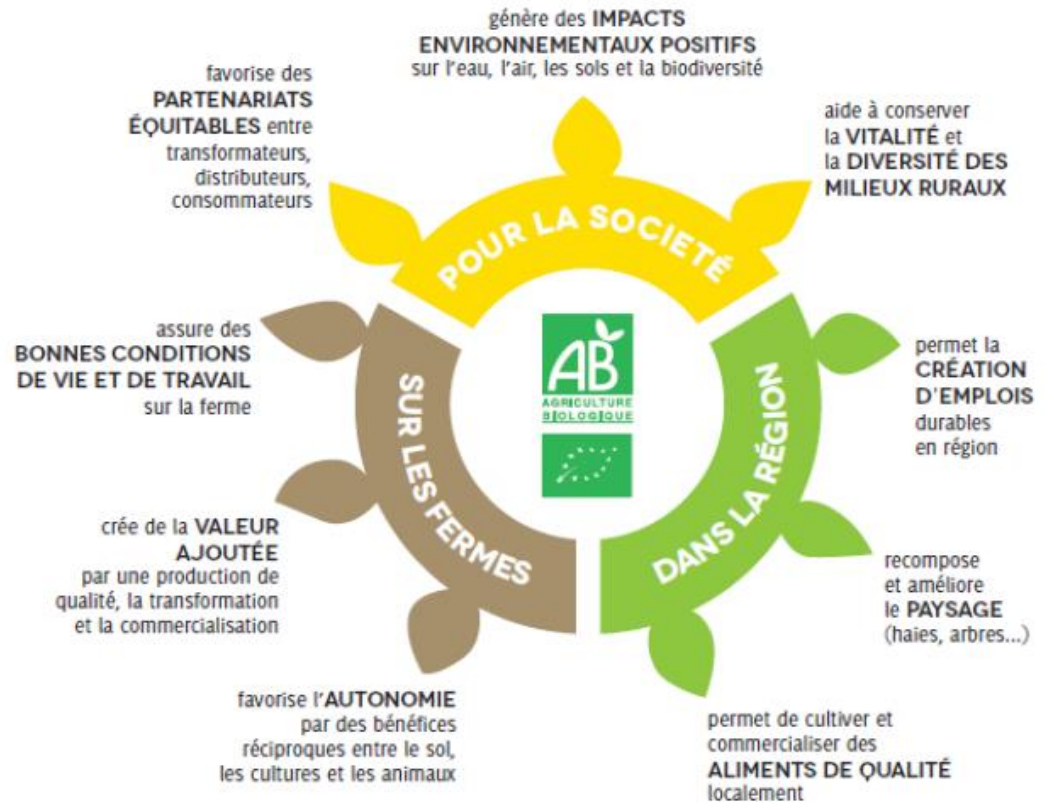 génère des IMPACTS
ENVIRONNEMENTAUX POSITIFS
sur l'eau, l'air, les sols et la biodiversité
favorise des
PARTENARIATS
ÉQUITABLES entre
transformateurs,
distributeurs,
consommateurs
aide à conserver
la VITALITÉ et
la DIVERSITÉ DES
MILIEUX RURAUX
POUR LA SOCIETÉ
assure des
BONNES CONDITIONS
DE VIE ET DE TRAVAIL
sur la ferme
SUR LES FERMES
AB
AGRICULTURE
BIOLOGIQUE
DANS LA RÉGION
permet la
CRÉATION
D'EMPLOIS
durables
en région
crée de la VALEUR
AJOUTÉE
par une production de
qualité, la transformation
et la commercialisation
recompose
et améliore
le PAYSAGE
(haies, arbres...)
favorise l'AUTONOMIE
par des bénéfices
réciproques entre le sol,
les cultures et les animaux
permet de cultiver et
commercialiser des
ALIMENTS DE QUALITÉ
localement